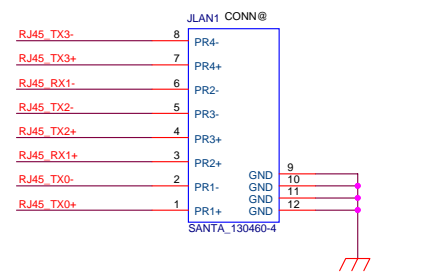 JLAN1 CONN@
RJ45_TX3- 8 PR4-
RJ45_TX3+ 7 PR4+
RJ45_RX1- 6 PR2-
RJ45_TX2- 5 PR3-
RJ45_TX2+ 4 PR3+
RJ45_RX1+ 3 PR2+
GND 9
RJ45_TX0- 2 PR1- GND 10
GND 11
RJ45_TX0+ 1 PR1+ GND 12
SANTA_130460-4